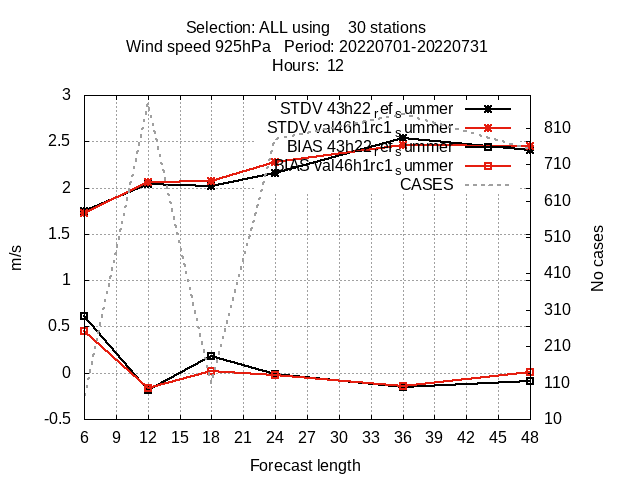 Selection: ALL using 30 stations
Wind speed 925hPa Period: 20220701-20220731
Hours: 12
STDV 43h22_ref_summer
STDV val46h1rc1_summer
BIAS 43h22_ref_summer
BIAS val46h1rc1_summer
CASES
3
2.5
2
1.5
1
0.5
0
-0.5
m/s
810
710
610
510
410
310
210
110
10
No cases
6 9 12 15 18 21 24 27 30 33 36 39 42 45 48
Forecast length